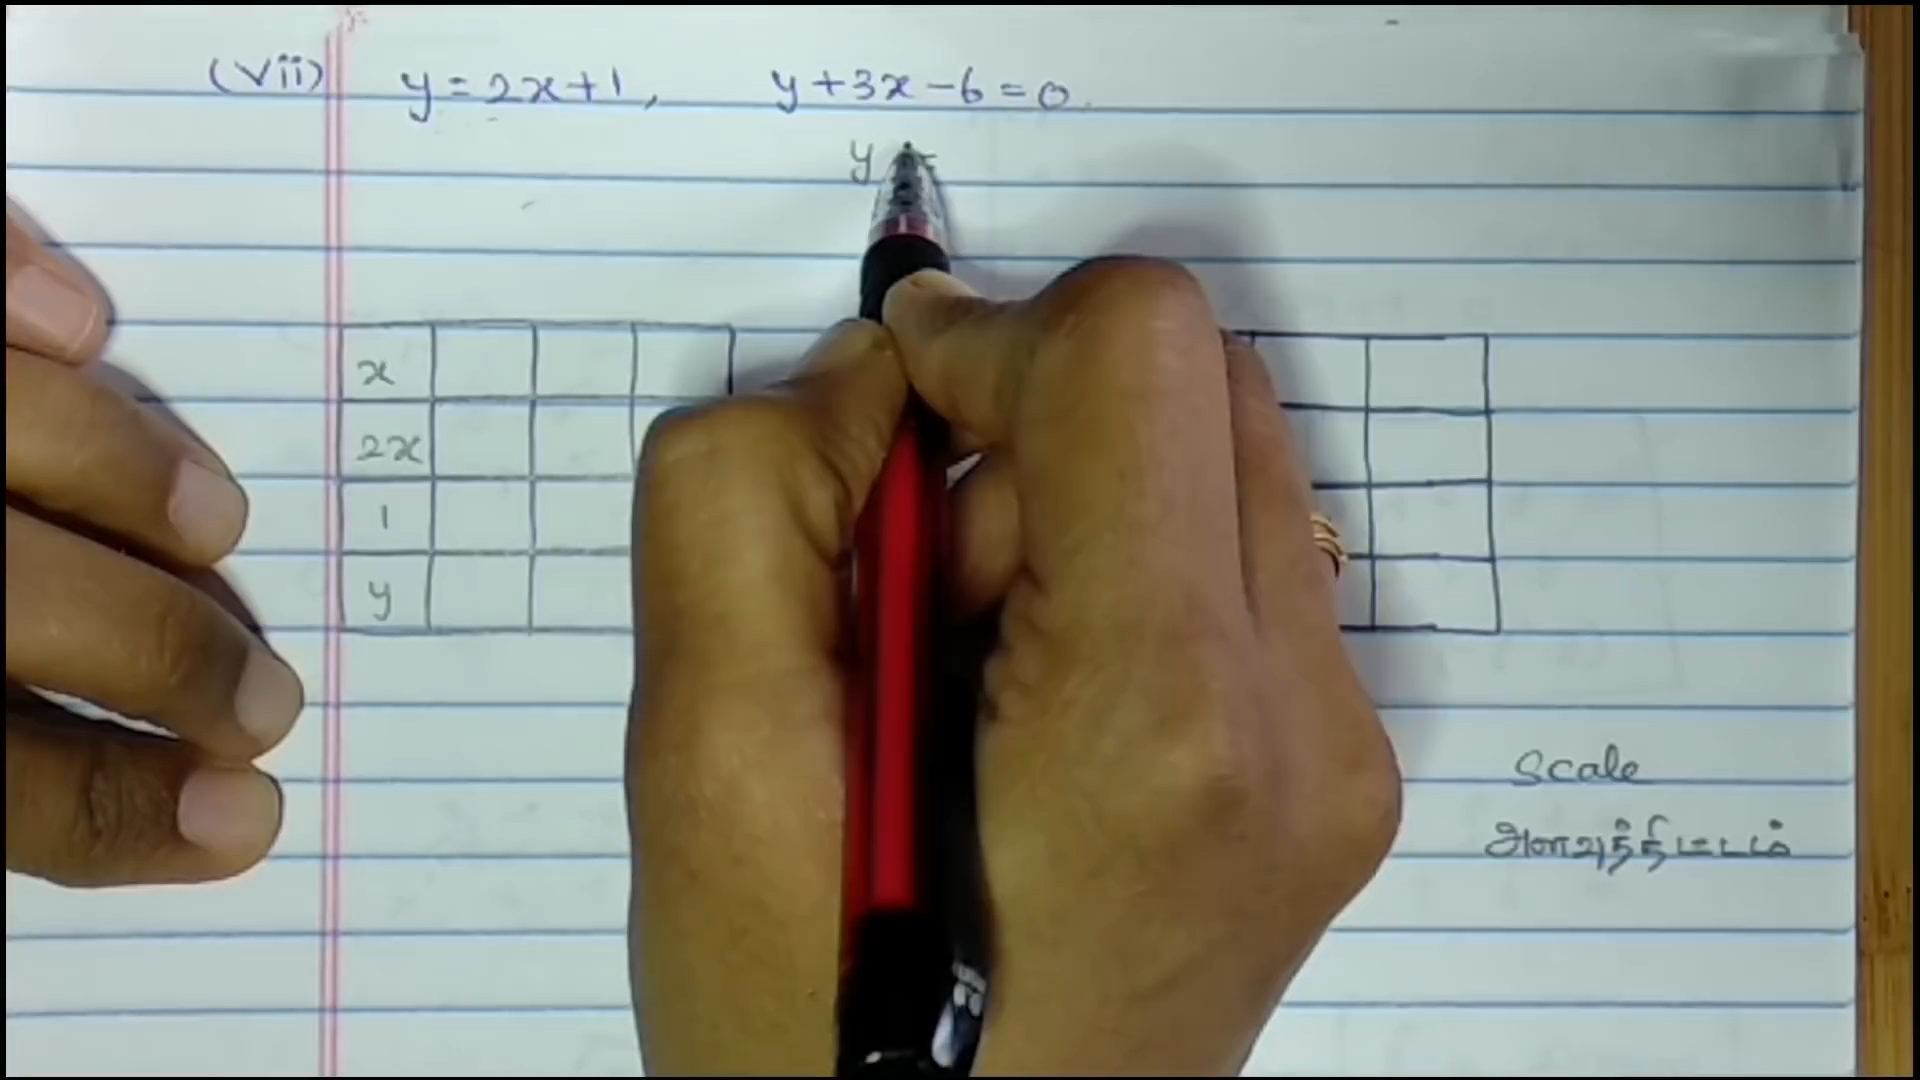 (vii) y = 2x + 1, y + 3x - 6 = 0.
y =
x
2x
1
y
Scale
அளவுத்திட்டம்